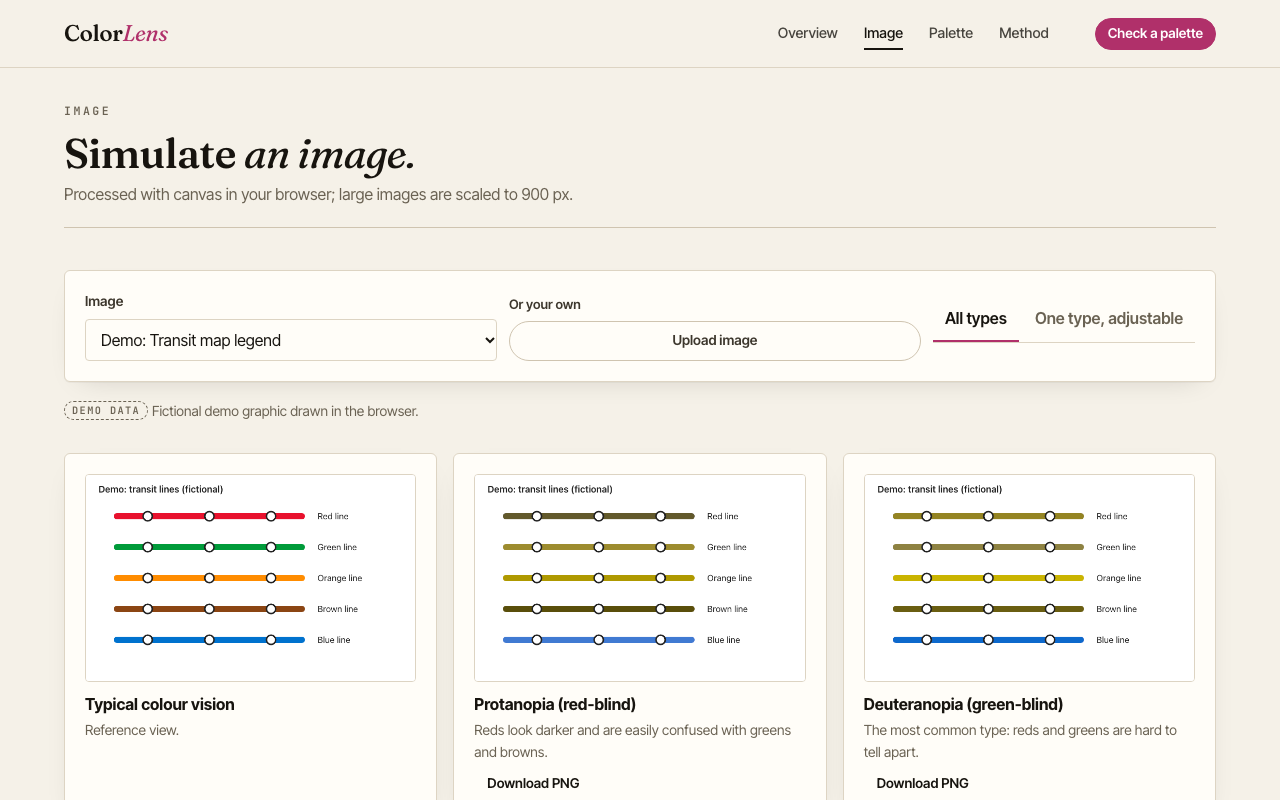 ColorLens
Overview
Image
Palette
Method
Check a palette
IMAGE
Simulate an image.
Processed with canvas in your browser; large images are scaled to 900 px.
Image
Demo: Transit map legend
Or your own
Upload image
All types
One type, adjustable
DEMO DATA Fictional demo graphic drawn in the browser.
Demo: transit lines (fictional)
Red line
Green line
Orange line
Brown line
Blue line
Typical colour vision
Reference view.
Demo: transit lines (fictional)
Red line
Green line
Orange line
Brown line
Blue line
Protanopia (red-blind)
Reds look darker and are easily confused with greens
and browns.
Download PNG
Demo: transit lines (fictional)
Red line
Green line
Orange line
Brown line
Blue line
Deuteranopia (green-blind)
The most common type: reds and greens are hard to
tell apart.
Download PNG